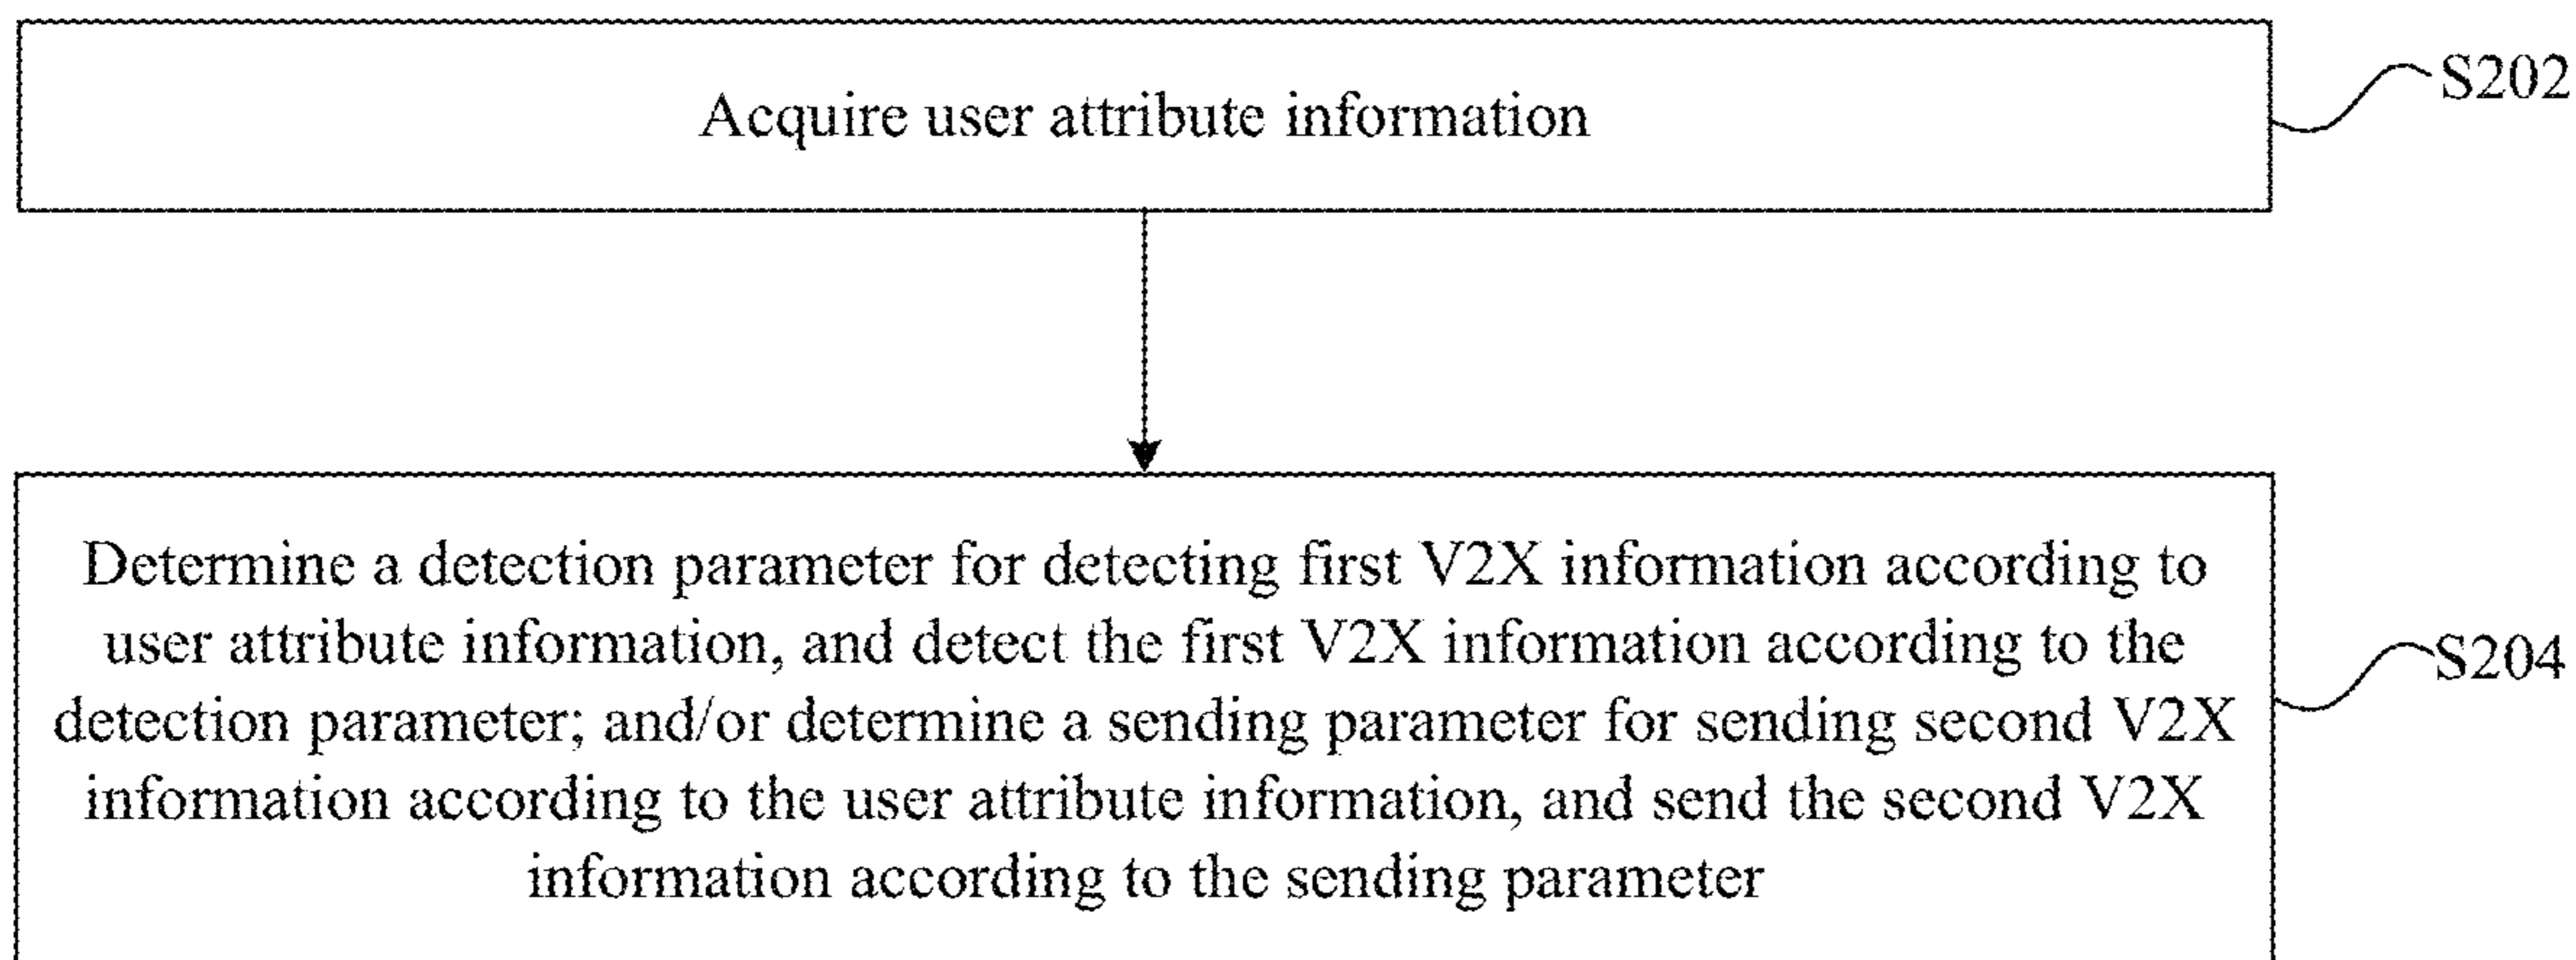 Acquire user attribute information
S202
Determine a detection parameter for detecting first V2X information according to
user attribute information, and detect the first V2X information according to the
detection parameter; and/or determine a sending parameter for sending second V2X
information according to the user attribute information, and send the second V2X
information according to the sending parameter
S204